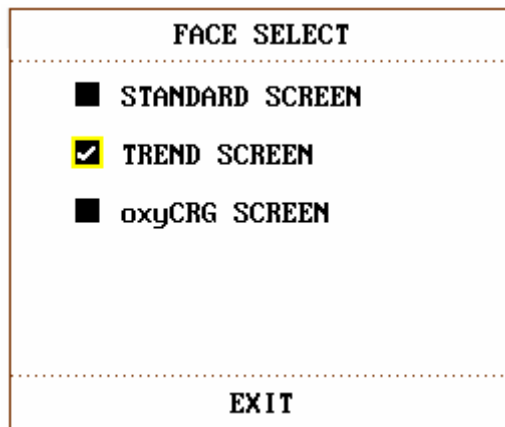 FACE SELECT
STANDARD SCREEN
TREND SCREEN
oxyCRG SCREEN
EXIT